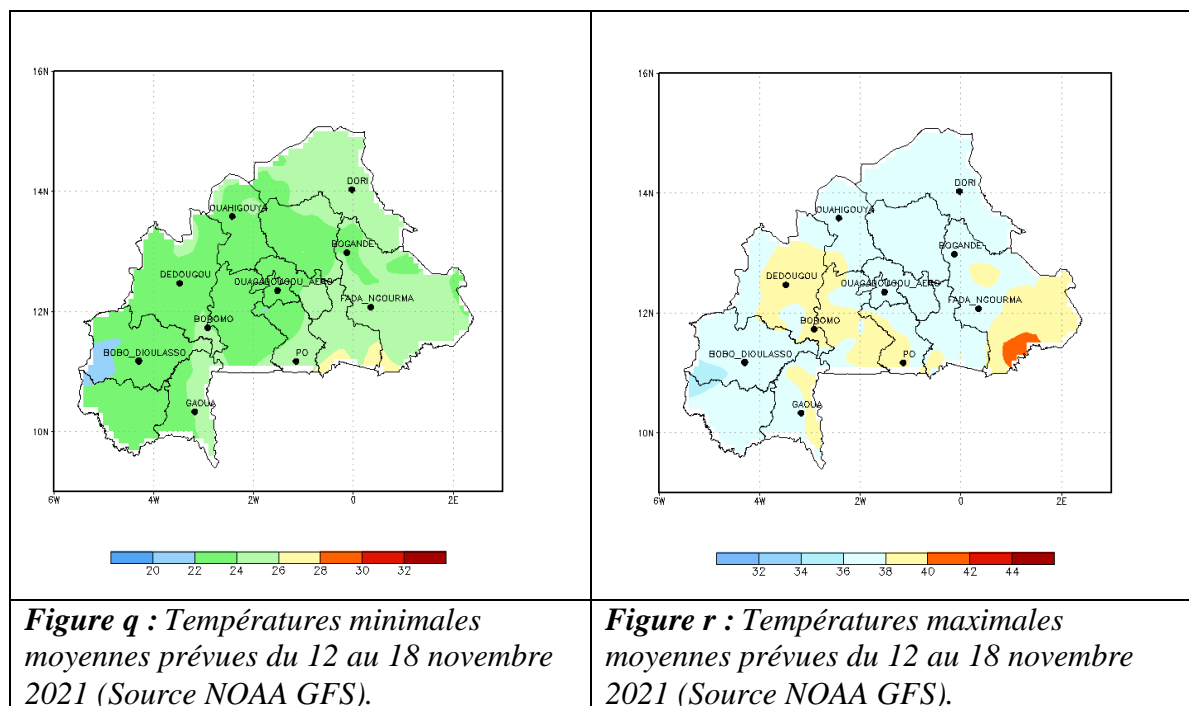 16N
14N
12N
10N
6W 4W 2W 0 2E
DORI
OUAHIGOUYA
BOGANDE
DEDOUGOU
FADA_NGOURMA
BOROMO
BOBO_DIOULASSO
PO
GAOUA
20 22 24 26 28 30 32
Figure q : Températures minimales
moyennes prévues du 12 au 18 novembre
2021 (Source NOAA GFS).
16N
14N
12N
10N
6W 4W 2W 0 2E
DORI
OUAHIGOUYA
BOGANDE
DEDOUGOU
FADA_NGOURMA
BOROMO
BOBO_DIOULASSO
PO
GAOUA
32 34 36 38 40 42 44
Figure r : Températures maximales
moyennes prévues du 12 au 18 novembre
2021 (Source NOAA GFS).